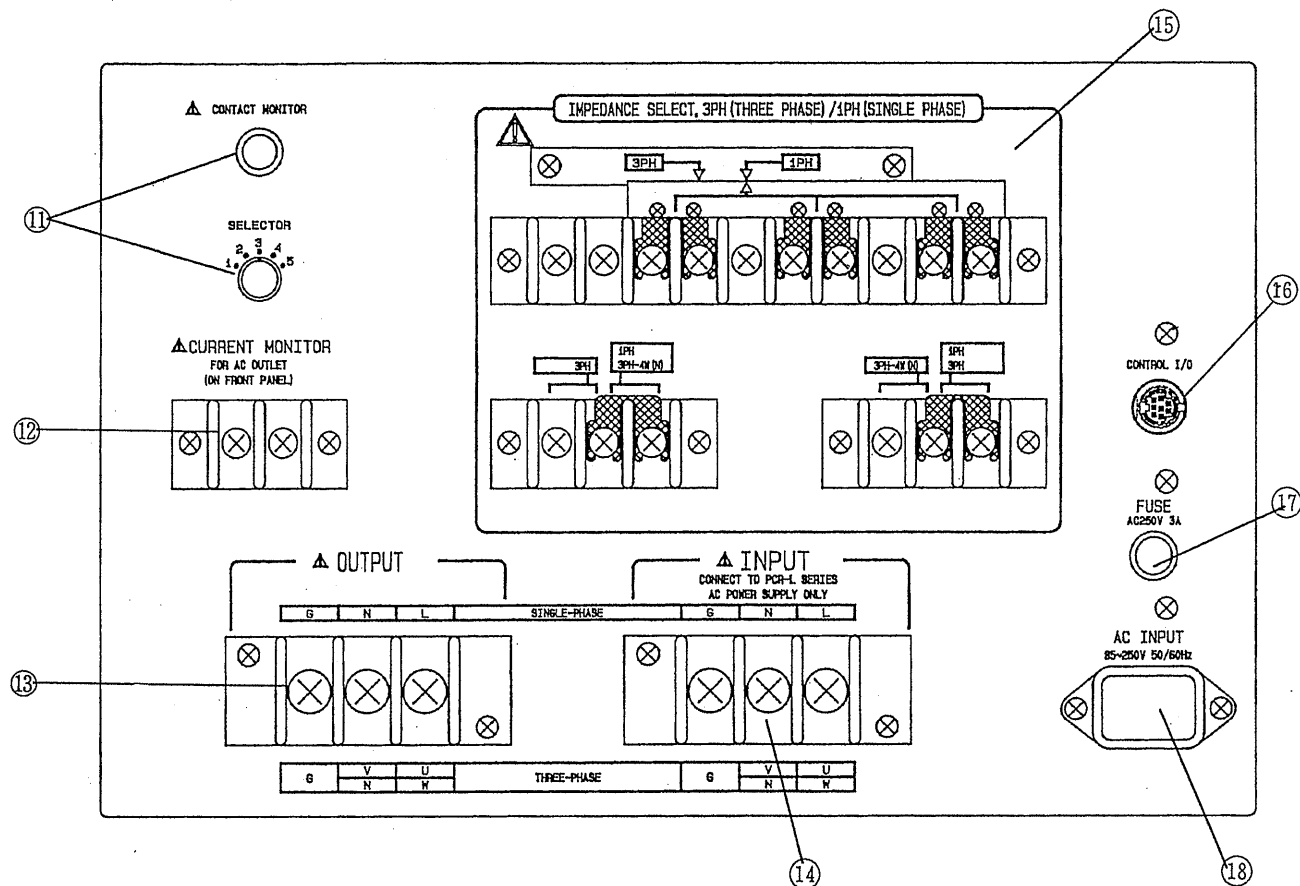 ⑮
⚠ CONTACT MONITOR
IMPEDANCE SELECT, 3PH (THREE PHASE) /1PH (SINGLE PHASE)
3PH
1PH
⑪
SELECTOR
1 2 3 4 5
⑯
⚠CURRENT MONITOR
FOR AC OUTLET
(ON FRONT PANEL)
CONTROL I/O
3PH
1PH
3PH-4W(N)
3PH-4W(N)
1PH
3PH
⑫
FUSE
AC250V 3A
⑰
⚠ OUTPUT
⚠ INPUT
CONNECT TO PCR-L SERIES
AC POWER SUPPLY ONLY
G N L SINGLE-PHASE G N L
AC INPUT
85~250V 50/60Hz
⑬
G V U THREE-PHASE G V U
N W N W
⑭
⑱